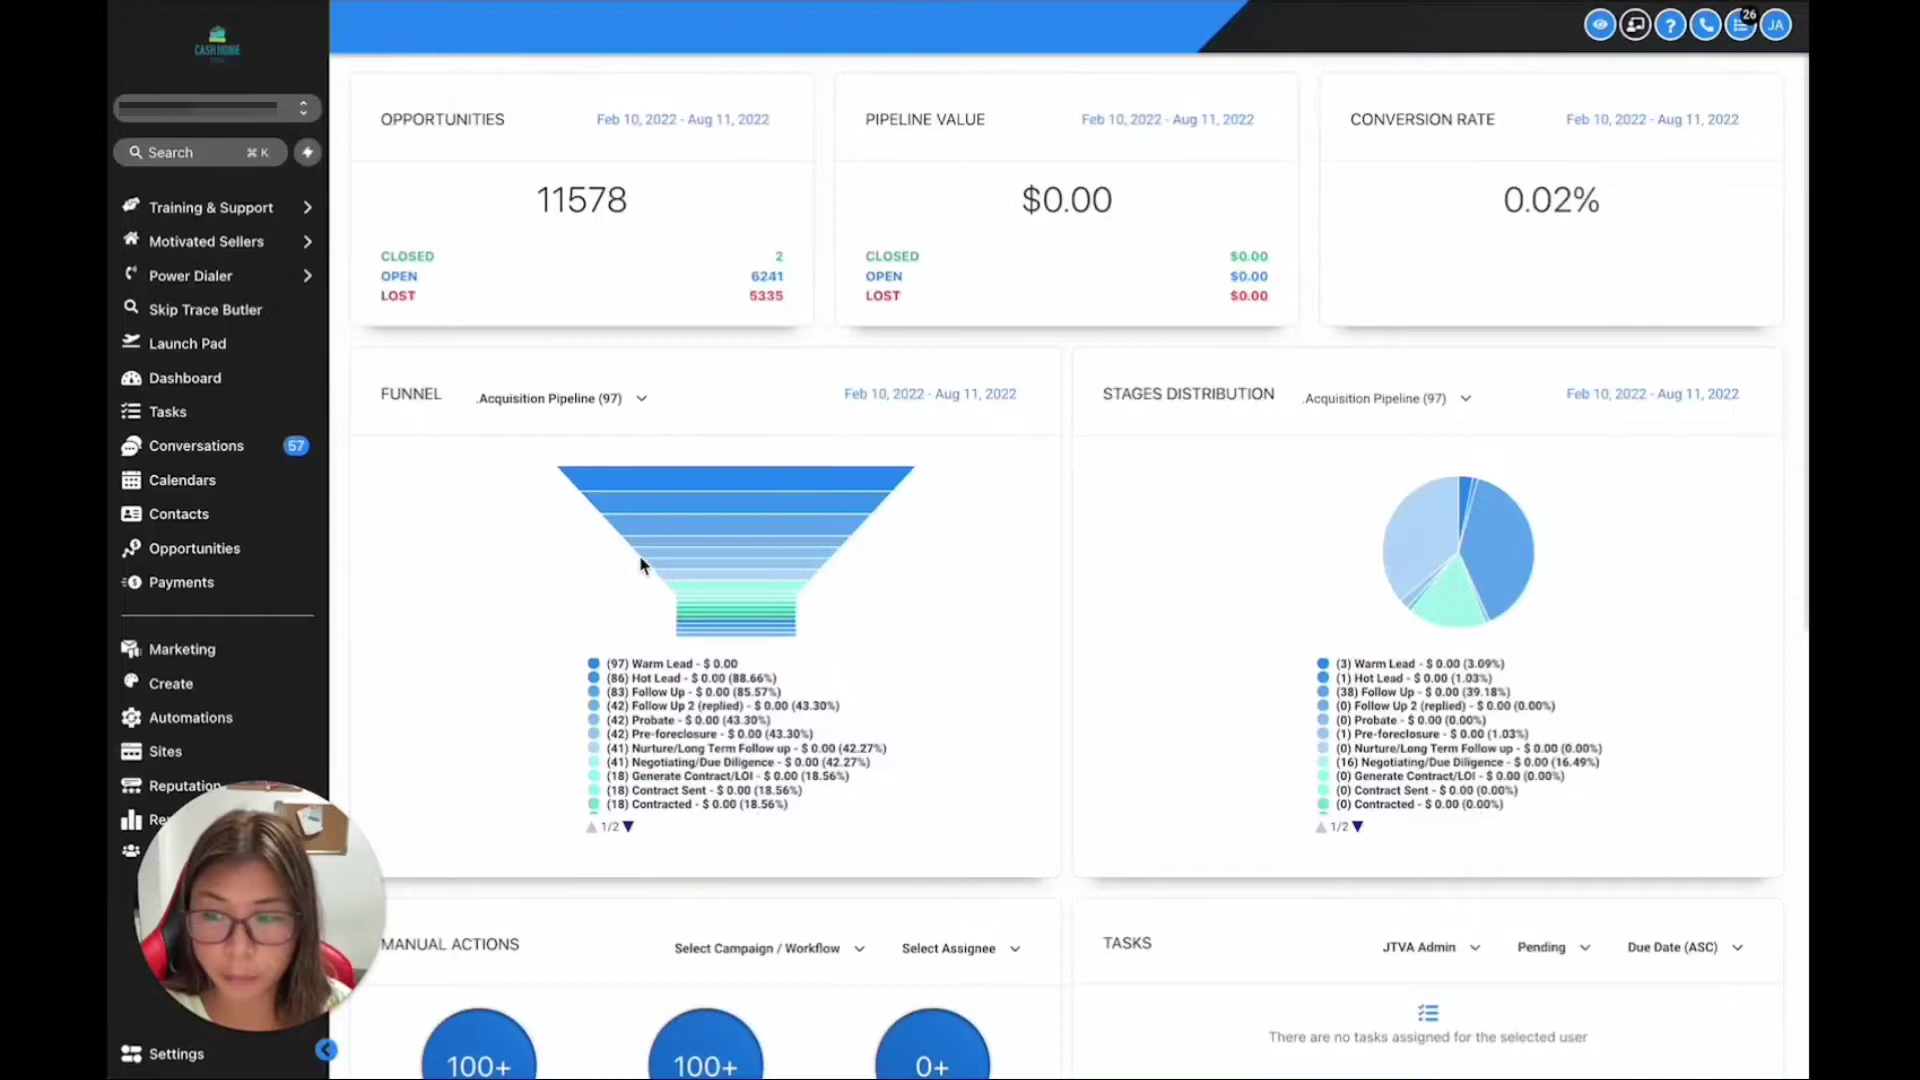 CASH HOME
Search ⌘ K
Training & Support
Motivated Sellers
Power Dialer
Skip Trace Butler
Launch Pad
Dashboard
Tasks
Conversations 57
Calendars
Contacts
Opportunities
Payments
Marketing
Create
Automations
Sites
Reputation
Re
Settings
26
? JA
OPPORTUNITIES Feb 10, 2022 - Aug 11, 2022
11578
CLOSED 2
OPEN 6241
LOST 5335
PIPELINE VALUE Feb 10, 2022 - Aug 11, 2022
$0.00
CLOSED $0.00
OPEN $0.00
LOST $0.00
CONVERSION RATE Feb 10, 2022 - Aug 11, 2022
0.02%
FUNNEL .Acquisition Pipeline (97) Feb 10, 2022 - Aug 11, 2022
(97) Warm Lead - $ 0.00
(86) Hot Lead - $ 0.00 (88.66%)
(83) Follow Up - $ 0.00 (85.57%)
(42) Follow Up 2 (replied) - $ 0.00 (43.30%)
(42) Probate - $ 0.00 (43.30%)
(42) Pre-foreclosure - $ 0.00 (43.30%)
(41) Nurture/Long Term Follow up - $ 0.00 (42.27%)
(41) Negotiating/Due Diligence - $ 0.00 (42.27%)
(18) Generate Contract/LOI - $ 0.00 (18.56%)
(18) Contract Sent - $ 0.00 (18.56%)
(18) Contracted - $ 0.00 (18.56%)
1/2
STAGES DISTRIBUTION .Acquisition Pipeline (97) Feb 10, 2022 - Aug 11, 2022
(3) Warm Lead - $ 0.00 (3.09%)
(1) Hot Lead - $ 0.00 (1.03%)
(38) Follow Up - $ 0.00 (39.18%)
(0) Follow Up 2 (replied) - $ 0.00 (0.00%)
(0) Probate - $ 0.00 (0.00%)
(1) Pre-foreclosure - $ 0.00 (1.03%)
(0) Nurture/Long Term Follow up - $ 0.00 (0.00%)
(16) Negotiating/Due Diligence - $ 0.00 (16.49%)
(0) Generate Contract/LOI - $ 0.00 (0.00%)
(0) Contract Sent - $ 0.00 (0.00%)
(0) Contracted - $ 0.00 (0.00%)
1/2
MANUAL ACTIONS Select Campaign / Workflow Select Assignee
100+ 100+ 0+
TASKS JTVA Admin Pending Due Date (ASC)
There are no tasks assigned for the selected user